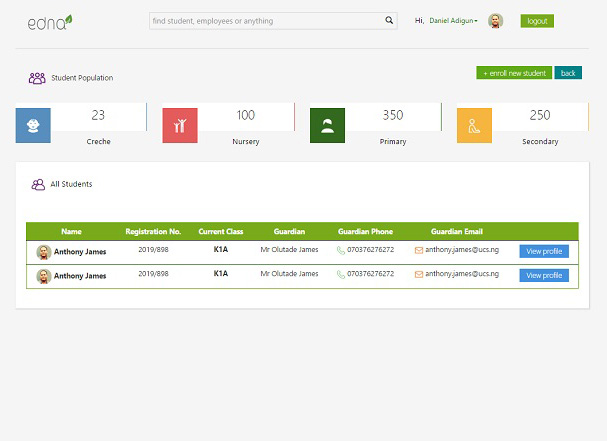 edna
find student, employees or anything
Hi, Daniel Adigun
logout
Student Population
+ enroll new student
back
23
100
350
250
Creche
Nursery
Primary
Secondary
All Students
Name Registration No. Current Class Guardian Guardian Phone Guardian Email
Anthony James 2019/898 K1A Mr Olutade James 070376276272 anthony.james@ucs.ng View profile
Anthony James 2019/898 K1A Mr Olutade James 070376276272 anthony.james@ucs.ng View profile